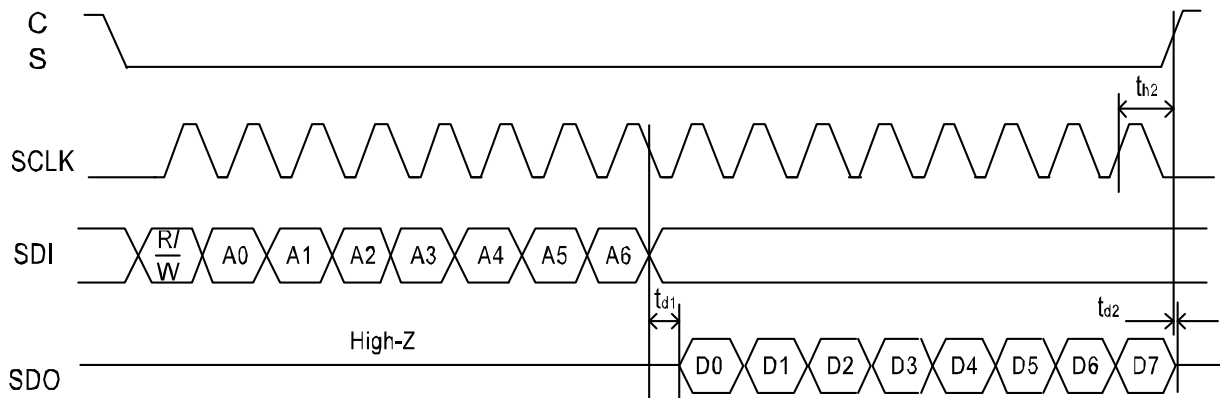 C
S
t_h2
SCLK
SDI
R/
W
A0 A1 A2 A3 A4 A5 A6
t_d1
t_d2
High-Z
SDO
D0 D1 D2 D3 D4 D5 D6 D7